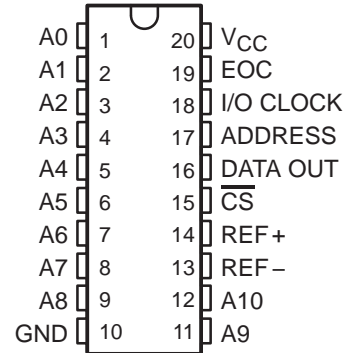 A0 1 20 VCC
A1 2 19 EOC
A2 3 18 I/O CLOCK
A3 4 17 ADDRESS
A4 5 16 DATA OUT
A5 6 15 C̅S̅
A6 7 14 REF+
A7 8 13 REF−
A8 9 12 A10
GND 10 11 A9